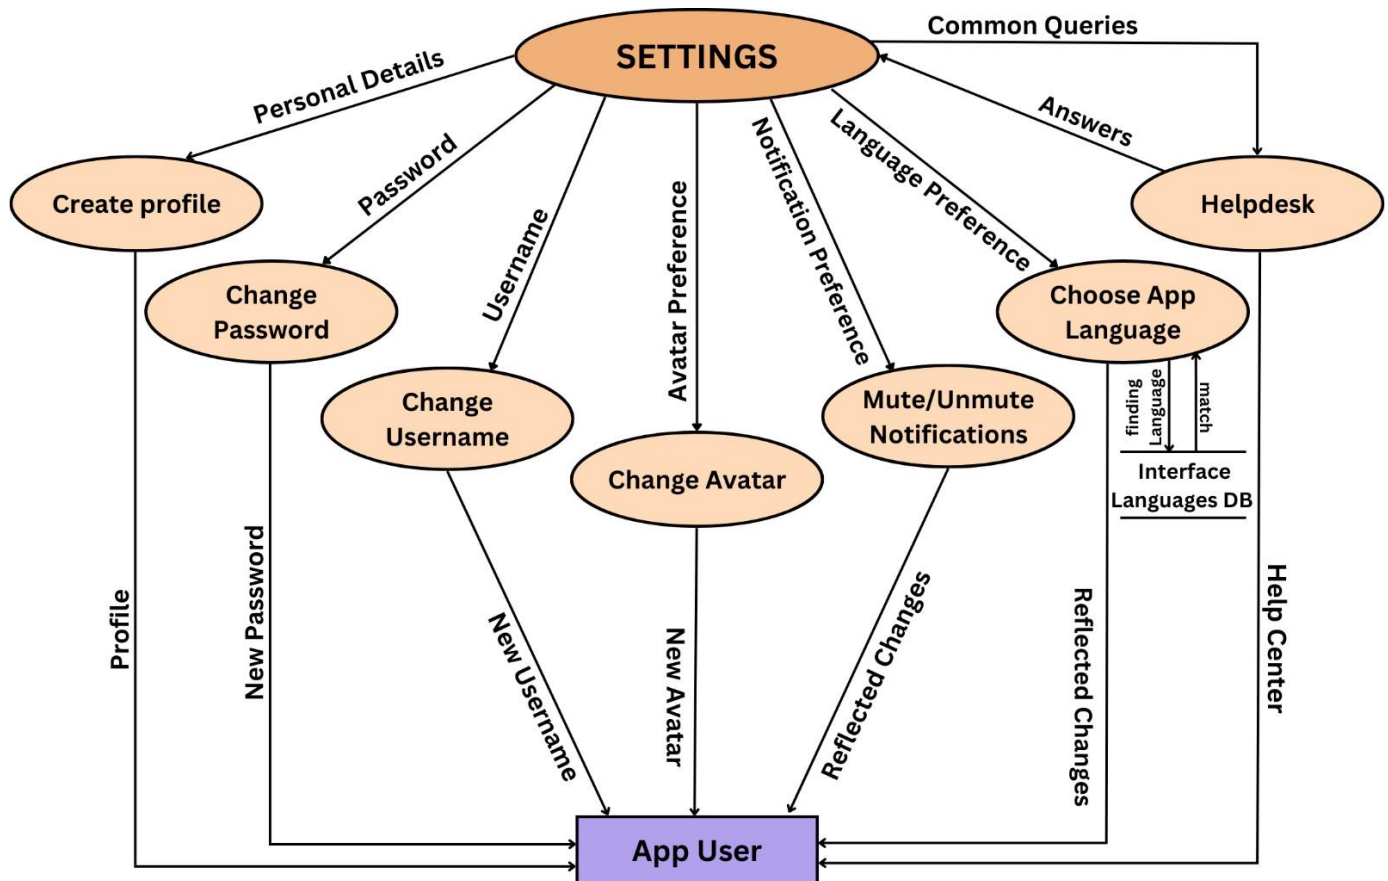 SETTINGS
Common Queries
Personal Details
Password
Username
Avatar Preference
Notification Preference
Language Preference
Answers
Create profile
Helpdesk
Change
Password
Choose App
Language
Change
Username
Mute/Unmute
Notifications
Change Avatar
finding
Language
match
Interface
Languages DB
Profile
New Password
New Username
New Avatar
Reflected Changes
Reflected Changes
Help Center
App User